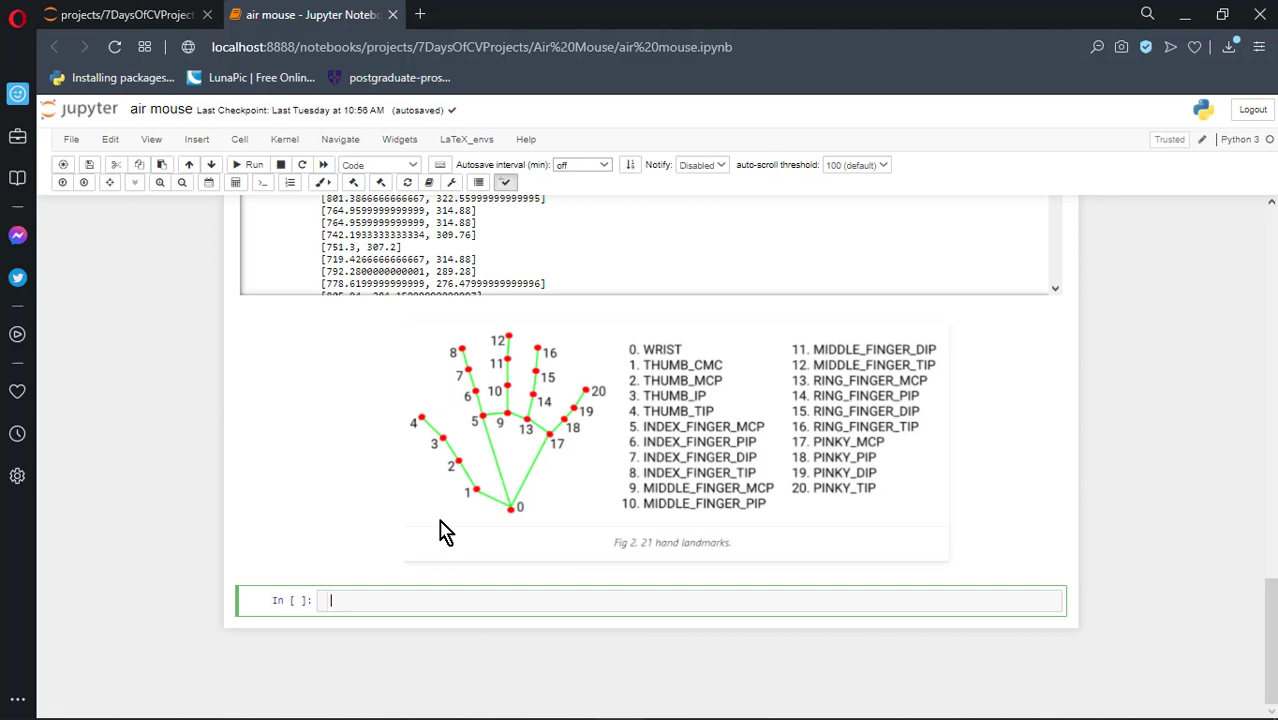 projects/7DaysOfCVProject
air mouse - Jupyter Notebo
localhost:8888/notebooks/projects/7DaysOfCVProjects/Air%20Mouse/air%20mouse.ipynb
Installing packages...
LunaPic | Free Onlin...
postgraduate-pros...
jupyter
air mouse Last Checkpoint: Last Tuesday at 10:56 AM (autosaved)
Logout
File Edit View Insert Cell Kernel Navigate Widgets LaTeX_envs Help
Trusted
Python 3
Run
Code
Autosave interval (min): off
Notify: Disabled
auto-scroll threshold: 100 (default)
[801.3866666666667, 322.55999999999995]
[764.9599999999999, 314.88]
[764.9599999999999, 314.88]
[742.1933333333334, 309.76]
[751.3, 307.2]
[719.4266666666667, 314.88]
[792.2800000000001, 289.28]
[778.6199999999999, 276.47999999999996]
0
1
2
3
4
5
6
7
8
9
10
11
12
13
14
15
16
17
18
19
20
0. WRIST
1. THUMB_CMC
2. THUMB_MCP
3. THUMB_IP
4. THUMB_TIP
5. INDEX_FINGER_MCP
6. INDEX_FINGER_PIP
7. INDEX_FINGER_DIP
8. INDEX_FINGER_TIP
9. MIDDLE_FINGER_MCP
10. MIDDLE_FINGER_PIP
11. MIDDLE_FINGER_DIP
12. MIDDLE_FINGER_TIP
13. RING_FINGER_MCP
14. RING_FINGER_PIP
15. RING_FINGER_DIP
16. RING_FINGER_TIP
17. PINKY_MCP
18. PINKY_PIP
19. PINKY_DIP
20. PINKY_TIP
Fig 2. 21 hand landmarks.
In [ ]: